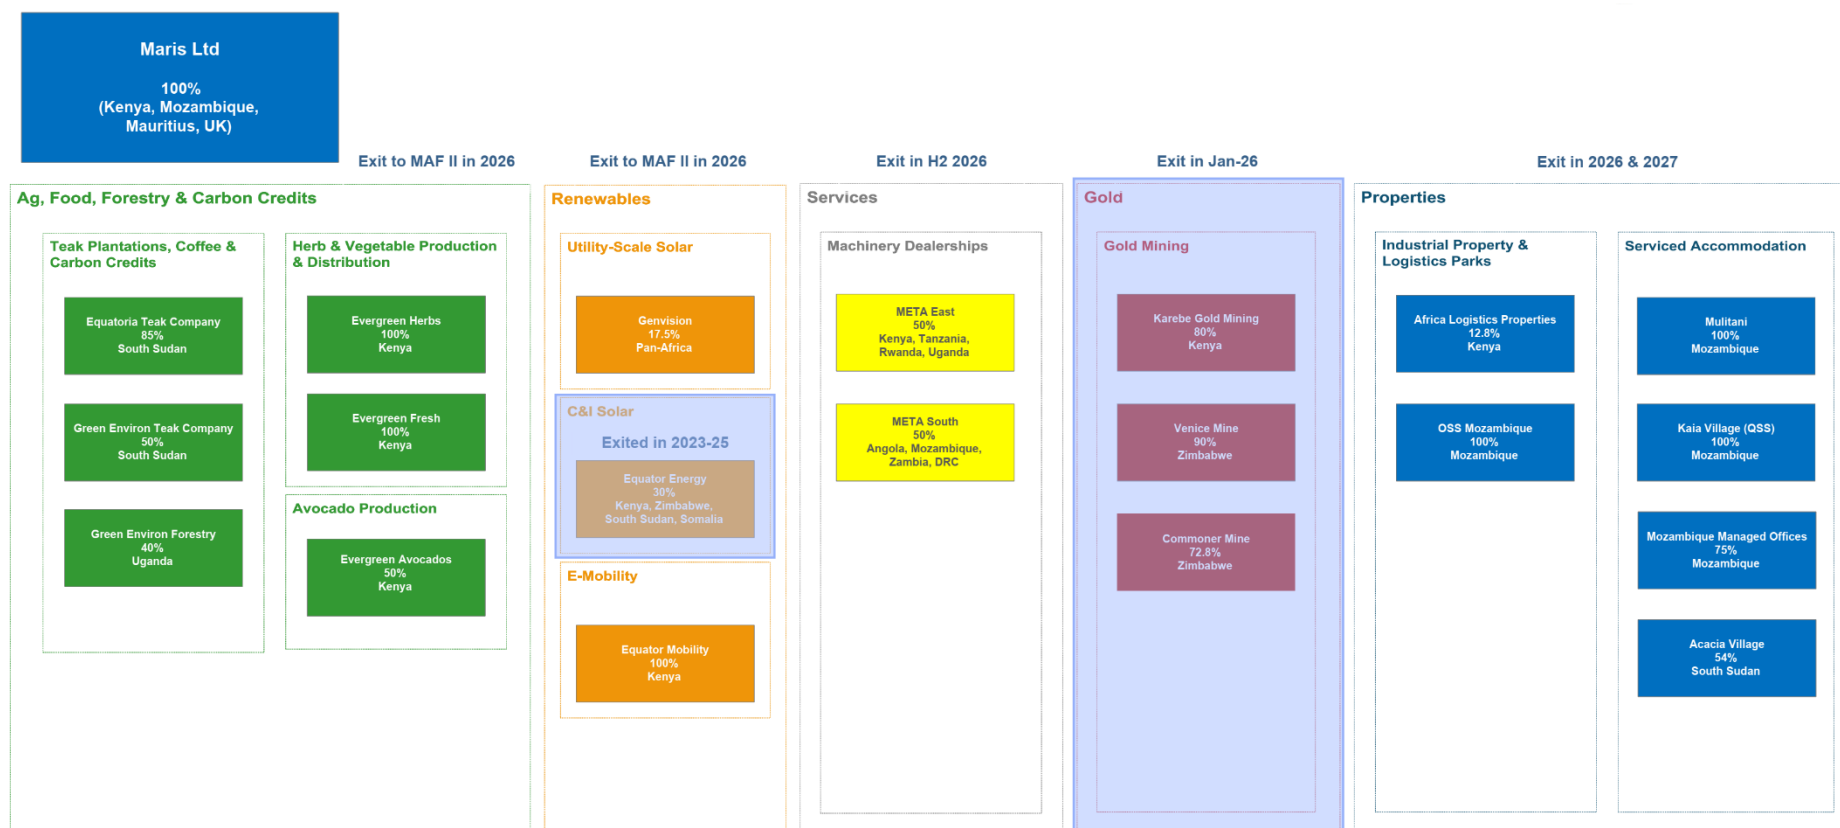 Maris Ltd
100%
(Kenya, Mozambique,
Mauritius, UK)
Exit to MAF II in 2026
Exit to MAF II in 2026
Exit in H2 2026
Exit in Jan-26
Exit in 2026 & 2027
Ag, Food, Forestry & Carbon Credits
Teak Plantations, Coffee &
Carbon Credits
Equatoria Teak Company
85%
South Sudan
Green Environ Teak Company
50%
South Sudan
Green Environ Forestry
40%
Uganda
Herb & Vegetable Production
& Distribution
Evergreen Herbs
100%
Kenya
Evergreen Fresh
100%
Kenya
Avocado Production
Evergreen Avocados
50%
Kenya
Renewables
Utility-Scale Solar
Genvision
17.5%
Pan-Africa
C&I Solar
Exited in 2023-25
Equator Energy
30%
Kenya, Zimbabwe,
South Sudan, Somalia
E-Mobility
Equator Mobility
100%
Kenya
Services
Machinery Dealerships
META East
50%
Kenya, Tanzania,
Rwanda, Uganda
META South
50%
Angola, Mozambique,
Zambia, DRC
Gold
Gold Mining
Karebe Gold Mining
80%
Kenya
Venice Mine
90%
Zimbabwe
Commoner Mine
72.8%
Zimbabwe
Properties
Industrial Property &
Logistics Parks
Africa Logistics Properties
12.8%
Kenya
OSS Mozambique
100%
Mozambique
Serviced Accommodation
Mulitani
100%
Mozambique
Kaia Village (QSS)
100%
Mozambique
Mozambique Managed Offices
75%
Mozambique
Acacia Village
54%
South Sudan